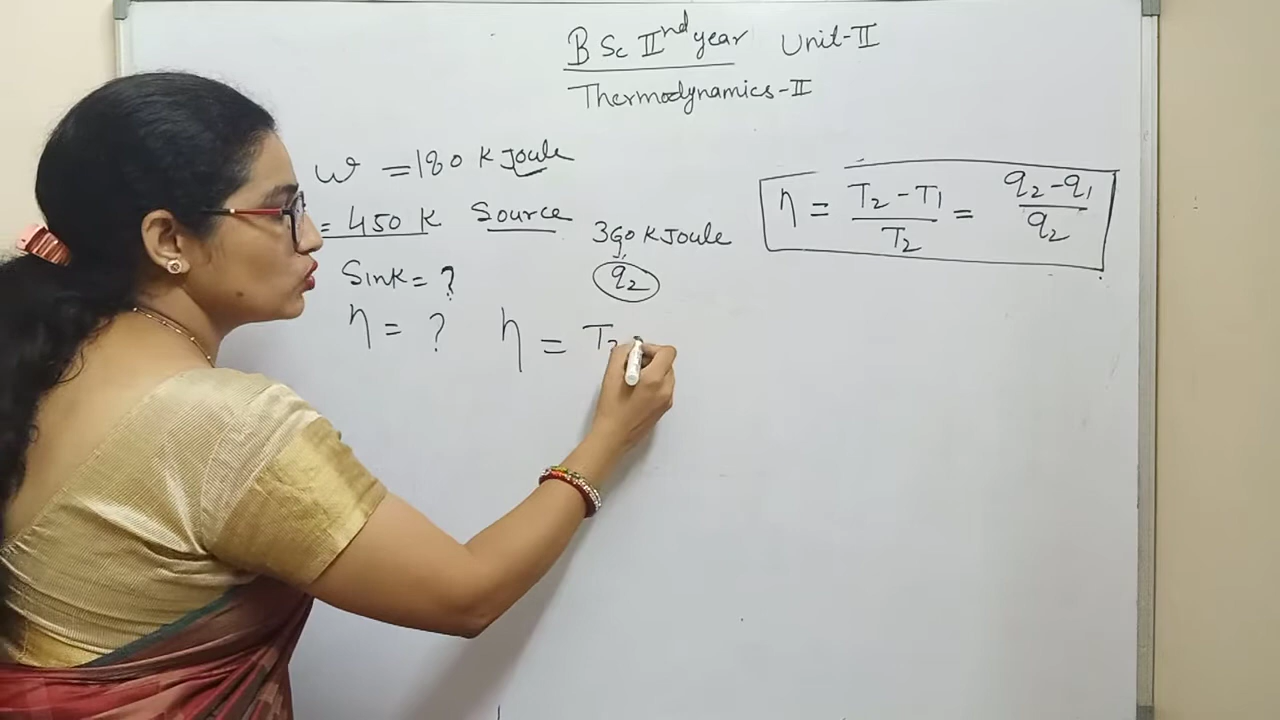 B Sc IInd year Unit-II
Thermodynamics-II
W = 180 K Joule
= 450 K Source
360 K Joule
q2
Sink = ?
η = ?
η = T2
η = T2 - T1 / T2 = q2 - q1 / q2